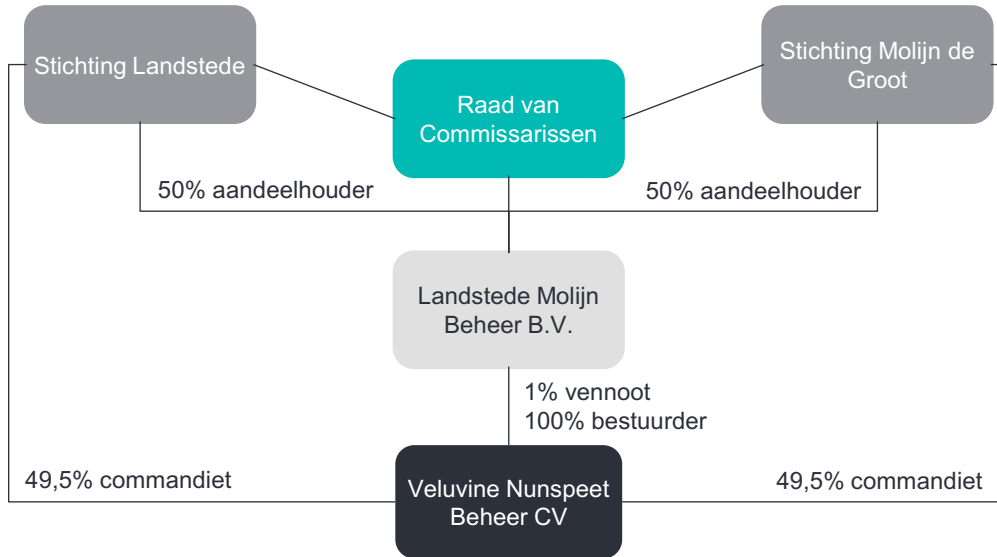 Stichting Landstede
Stichting Molijn de
Groot
Raad van
Commissarissen
50% aandeelhouder
50% aandeelhouder
Landstede Molijn
Beheer B.V.
1% vennoot
100% bestuurder
49,5% commandiet
Veluvine Nunspeet
Beheer CV
49,5% commandiet